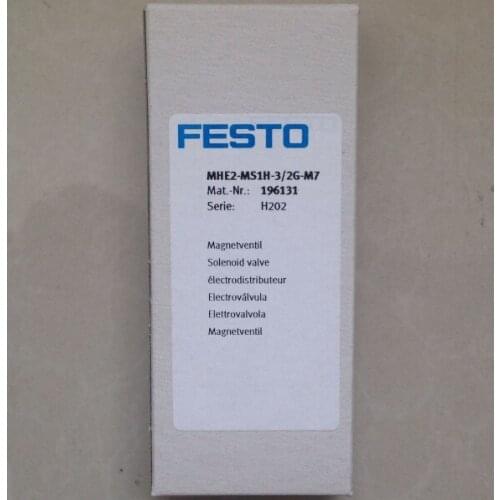 FESTO
MHE2-MS1H-3/2G-M7
Mat.-Nr.: 196131
Serie: H202
Magnetventil
Solenoid valve
électrodistributeur
Electroválvula
Elettrovalvola
Magnetventil